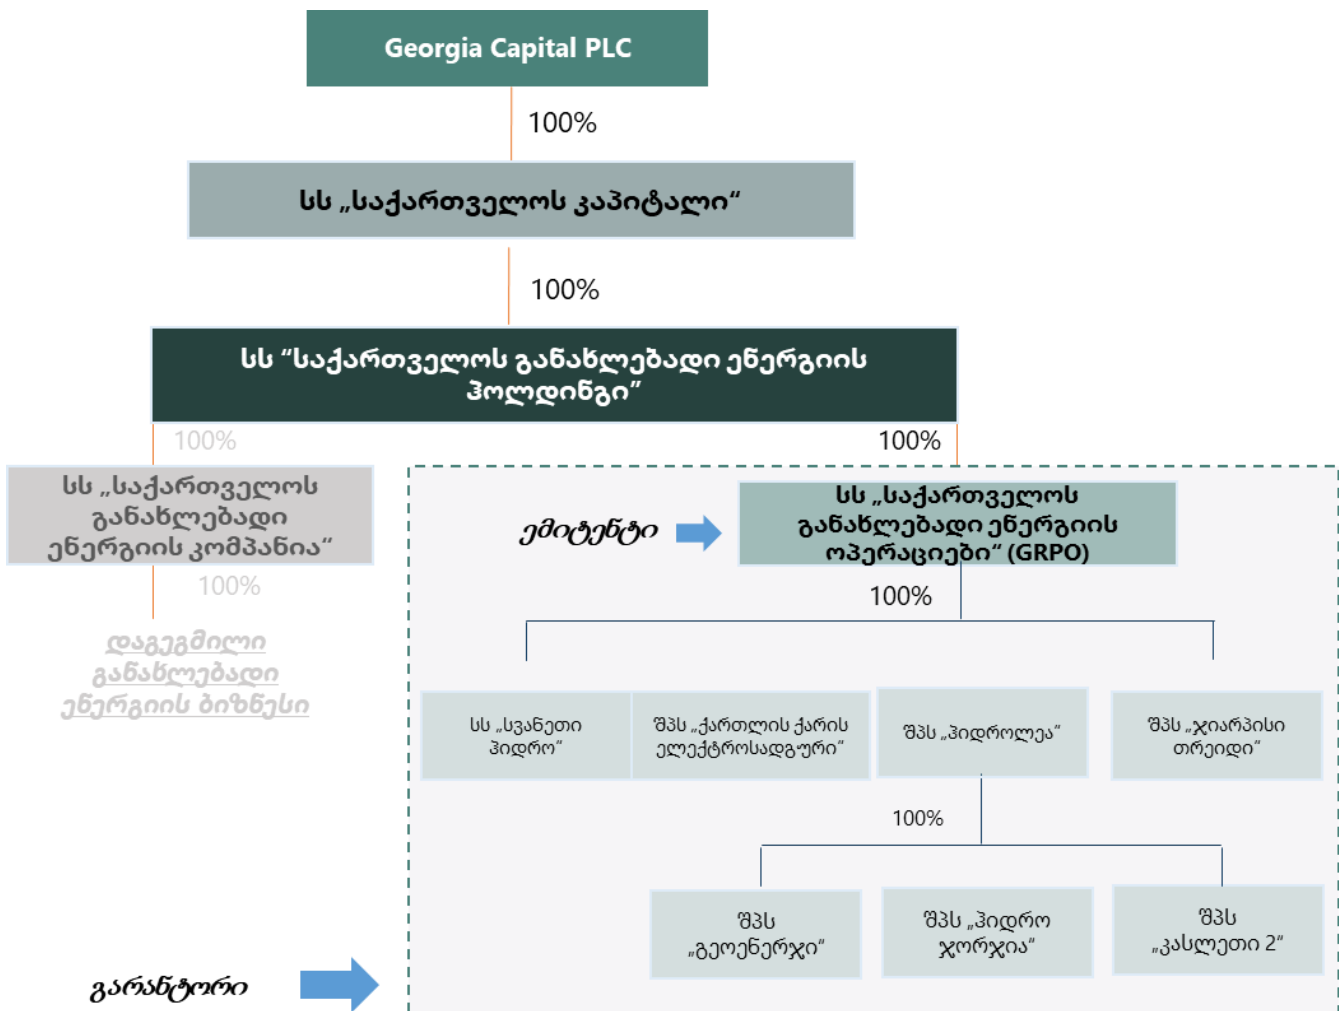 Georgia Capital PLC
100%
სს „საქართველოს კაპიტალი“
100%
სს “საქართველოს განახლებადი ენერგიის
ჰოლდინგი”
100%
100%
სს „საქართველოს
განახლებადი
ენერგიის კომპანია“
100%
დაგეგმილი
განახლებადი
ენერგიის ბიზნესი
ემიტენტი
სს „საქართველოს
განახლებადი ენერგიის
ოპერაციები“ (GRPO)
100%
სს „სვანეთი
ჰიდრო”
შპს „ქართლის ქარის
ელექტროსადგური”
შპს „ჰიდროლეა”
შპს „ჯიარპისი
თრეიდი”
100%
შპს
„გეოენერჯი“
შპს „ჰიდრო
ჯორჯია“
შპს
„კასლეთი 2“
გარანტორი